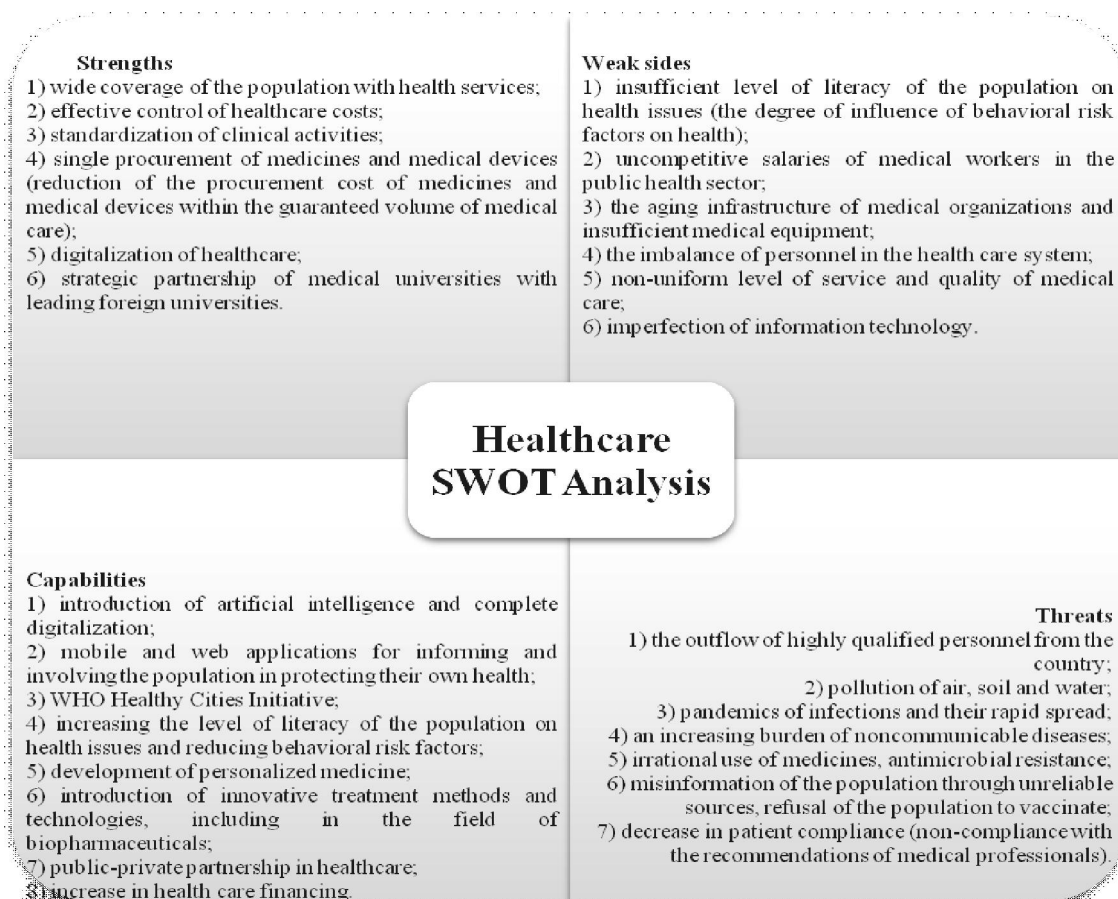 Strengths
1) wide coverage of the population with health services;
2) effective control of healthcare costs;
3) standardization of clinical activities;
4) single procurement of medicines and medical devices
(reduction of the procurement cost of medicines and
medical devices within the guaranteed volume of medical
care);
5) digitalization of healthcare;
6) strategic partnership of medical universities with
leading foreign universities.
Weak sides
1) insufficient level of literacy of the population on
health issues (the degree of influence of behavioral risk
factors on health);
2) uncompetitive salaries of medical workers in the
public health sector;
3) the aging infrastructure of medical organizations and
insufficient medical equipment;
4) the imbalance of personnel in the health care system;
5) non-uniform level of service and quality of medical
care;
6) imperfection of information technology.
Healthcare
SWOT Analysis
Capabilities
1) introduction of artificial intelligence and complete
digitalization;
2) mobile and web applications for informing and
involving the population in protecting their own health;
3) WHO Healthy Cities Initiative;
4) increasing the level of literacy of the population on
health issues and reducing behavioral risk factors;
5) development of personalized medicine;
6) introduction of innovative treatment methods and
technologies, including in the field of
biopharmaceuticals;
7) public-private partnership in healthcare;
8) increase in health care financing.
Threats
1) the outflow of highly qualified personnel from the
country;
2) pollution of air, soil and water;
3) pandemics of infections and their rapid spread;
4) an increasing burden of noncommunicable diseases;
5) irrational use of medicines, antimicrobial resistance;
6) misinformation of the population through unreliable
sources, refusal of the population to vaccinate;
7) decrease in patient compliance (non-compliance with
the recommendations of medical professionals).